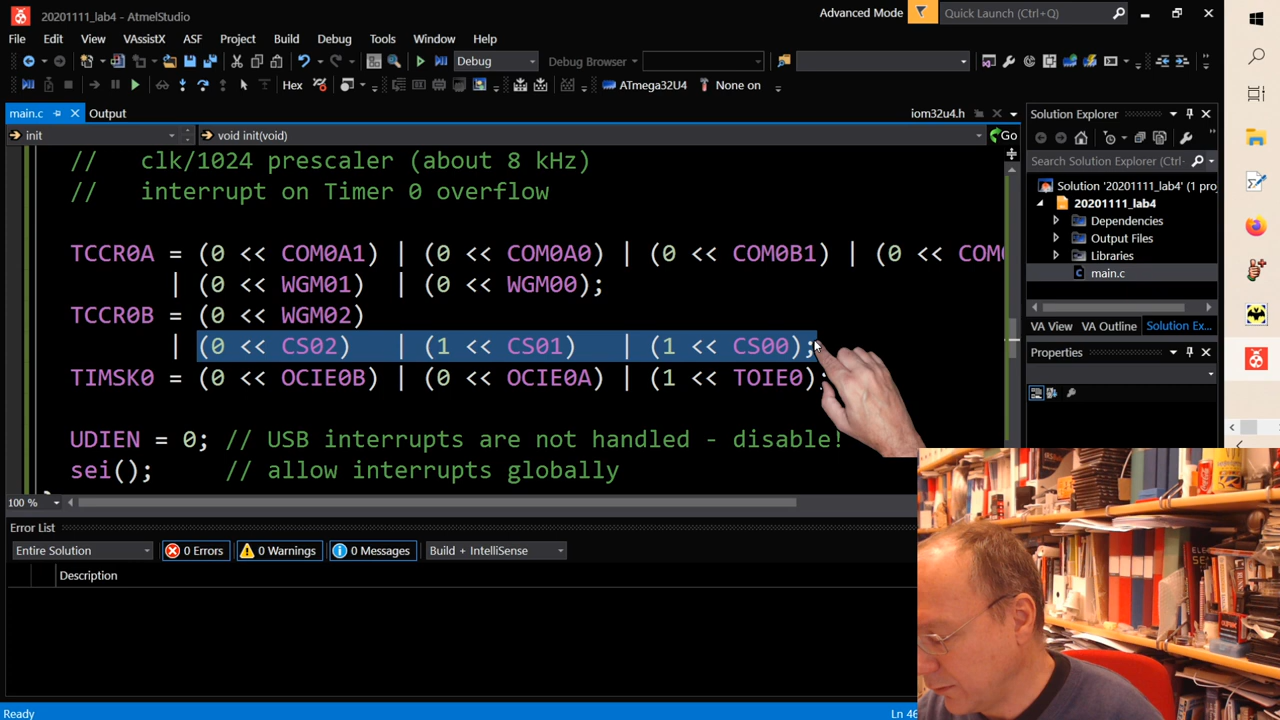 20201111_lab4 - AtmelStudio
Advanced Mode
Quick Launch (Ctrl+Q)
File Edit View VAssistX ASF Project Build Debug Tools Window Help
Debug
Debug Browser
Hex
ATmega32U4
None on
main.c
Output
iom32u4.h
init
void init(void)
Go
// clk/1024 prescaler (about 8 kHz)
// interrupt on Timer 0 overflow
TCCR0A = (0 << COM0A1) | (0 << COM0A0) | (0 << COM0B1) | (0 << COM
| (0 << WGM01) | (0 << WGM00);
TCCR0B = (0 << WGM02)
| (0 << CS02) | (1 << CS01) | (1 << CS00);
TIMSK0 = (0 << OCIE0B) | (0 << OCIE0A) | (1 << TOIE0);
UDIEN = 0; // USB interrupts are not handled - disable!
sei(); // allow interrupts globally
100 %
Error List
Entire Solution
0 Errors
0 Warnings
0 Messages
Build + IntelliSense
Description
Ready
Ln 46
Solution Explorer
Search Solution Explorer (Ctrl
Solution '20201111_lab4' (1 proj
20201111_lab4
Dependencies
Output Files
Libraries
main.c
VA View
VA Outline
Solution Ex...
Properties